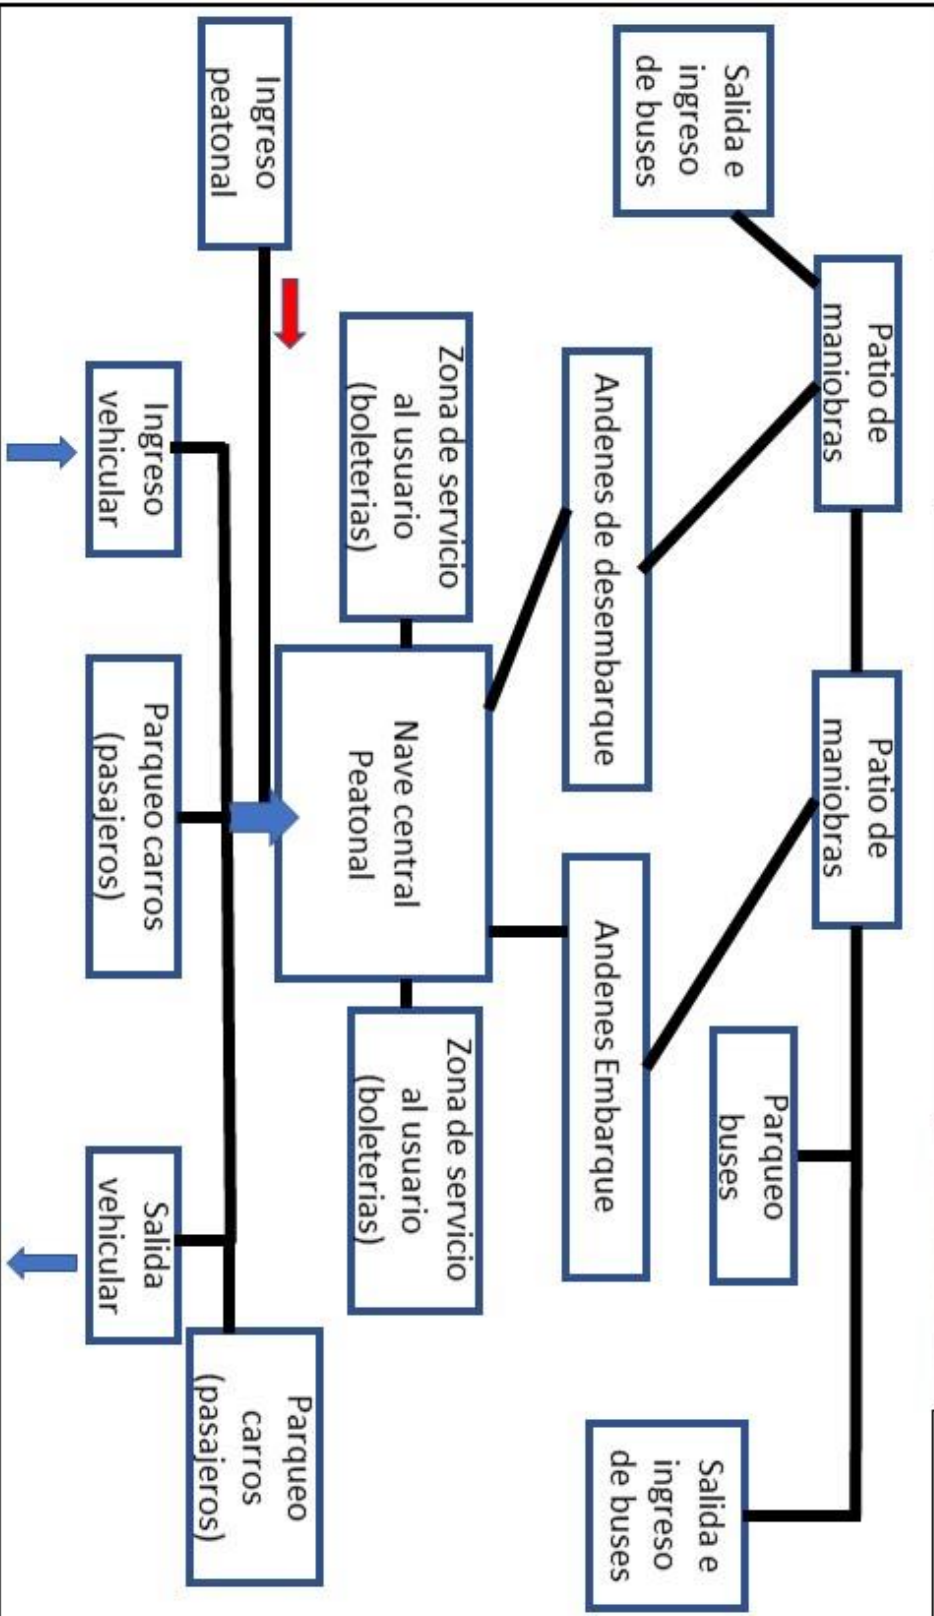 Salida e
ingreso
de buses
Patio de
maniobras
Patio de
maniobras
Parqueo
buses
Salida e
ingreso
de buses
Andenes de desembarque
Andenes Embarque
Ingreso
peatonal
Zona de servicio
al usuario
(boleterias)
Nave central
Peatonal
Zona de servicio
al usuario
(boleterias)
Ingreso
vehicular
Parqueo carros
(pasajeros)
Salida
vehicular
Parqueo
carros
(pasajeros)